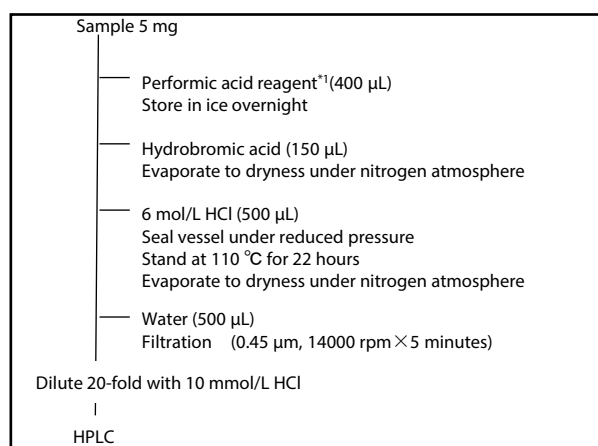 Sample 5 mg
Performic acid reagent*1(400 µL)
Store in ice overnight
Hydrobromic acid (150 µL)
Evaporate to dryness under nitrogen atmosphere
6 mol/L HCl (500 µL)
Seal vessel under reduced pressure
Stand at 110 ℃ for 22 hours
Evaporate to dryness under nitrogen atmosphere
Water (500 µL)
Filtration (0.45 µm, 14000 rpm×5 minutes)
Dilute 20-fold with 10 mmol/L HCl
HPLC